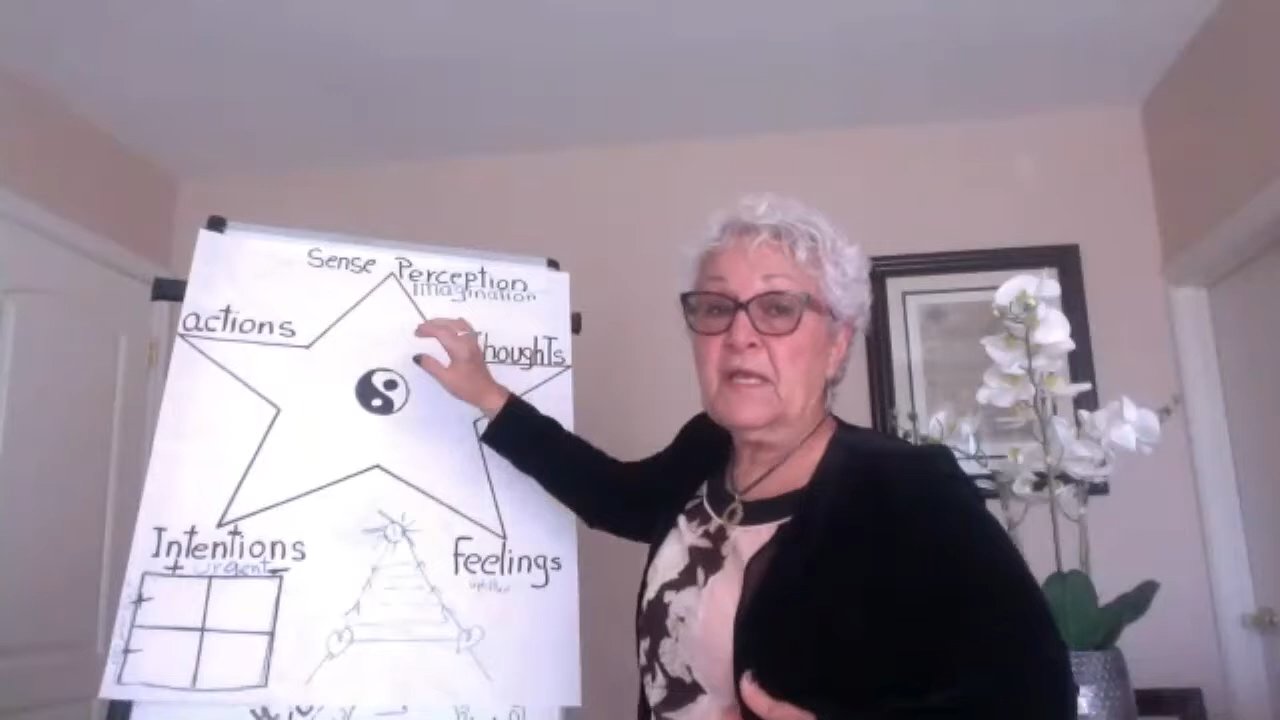 Sense Perception
Imagination
actions
Thoughts
Intentions
+ urgent -
feelings